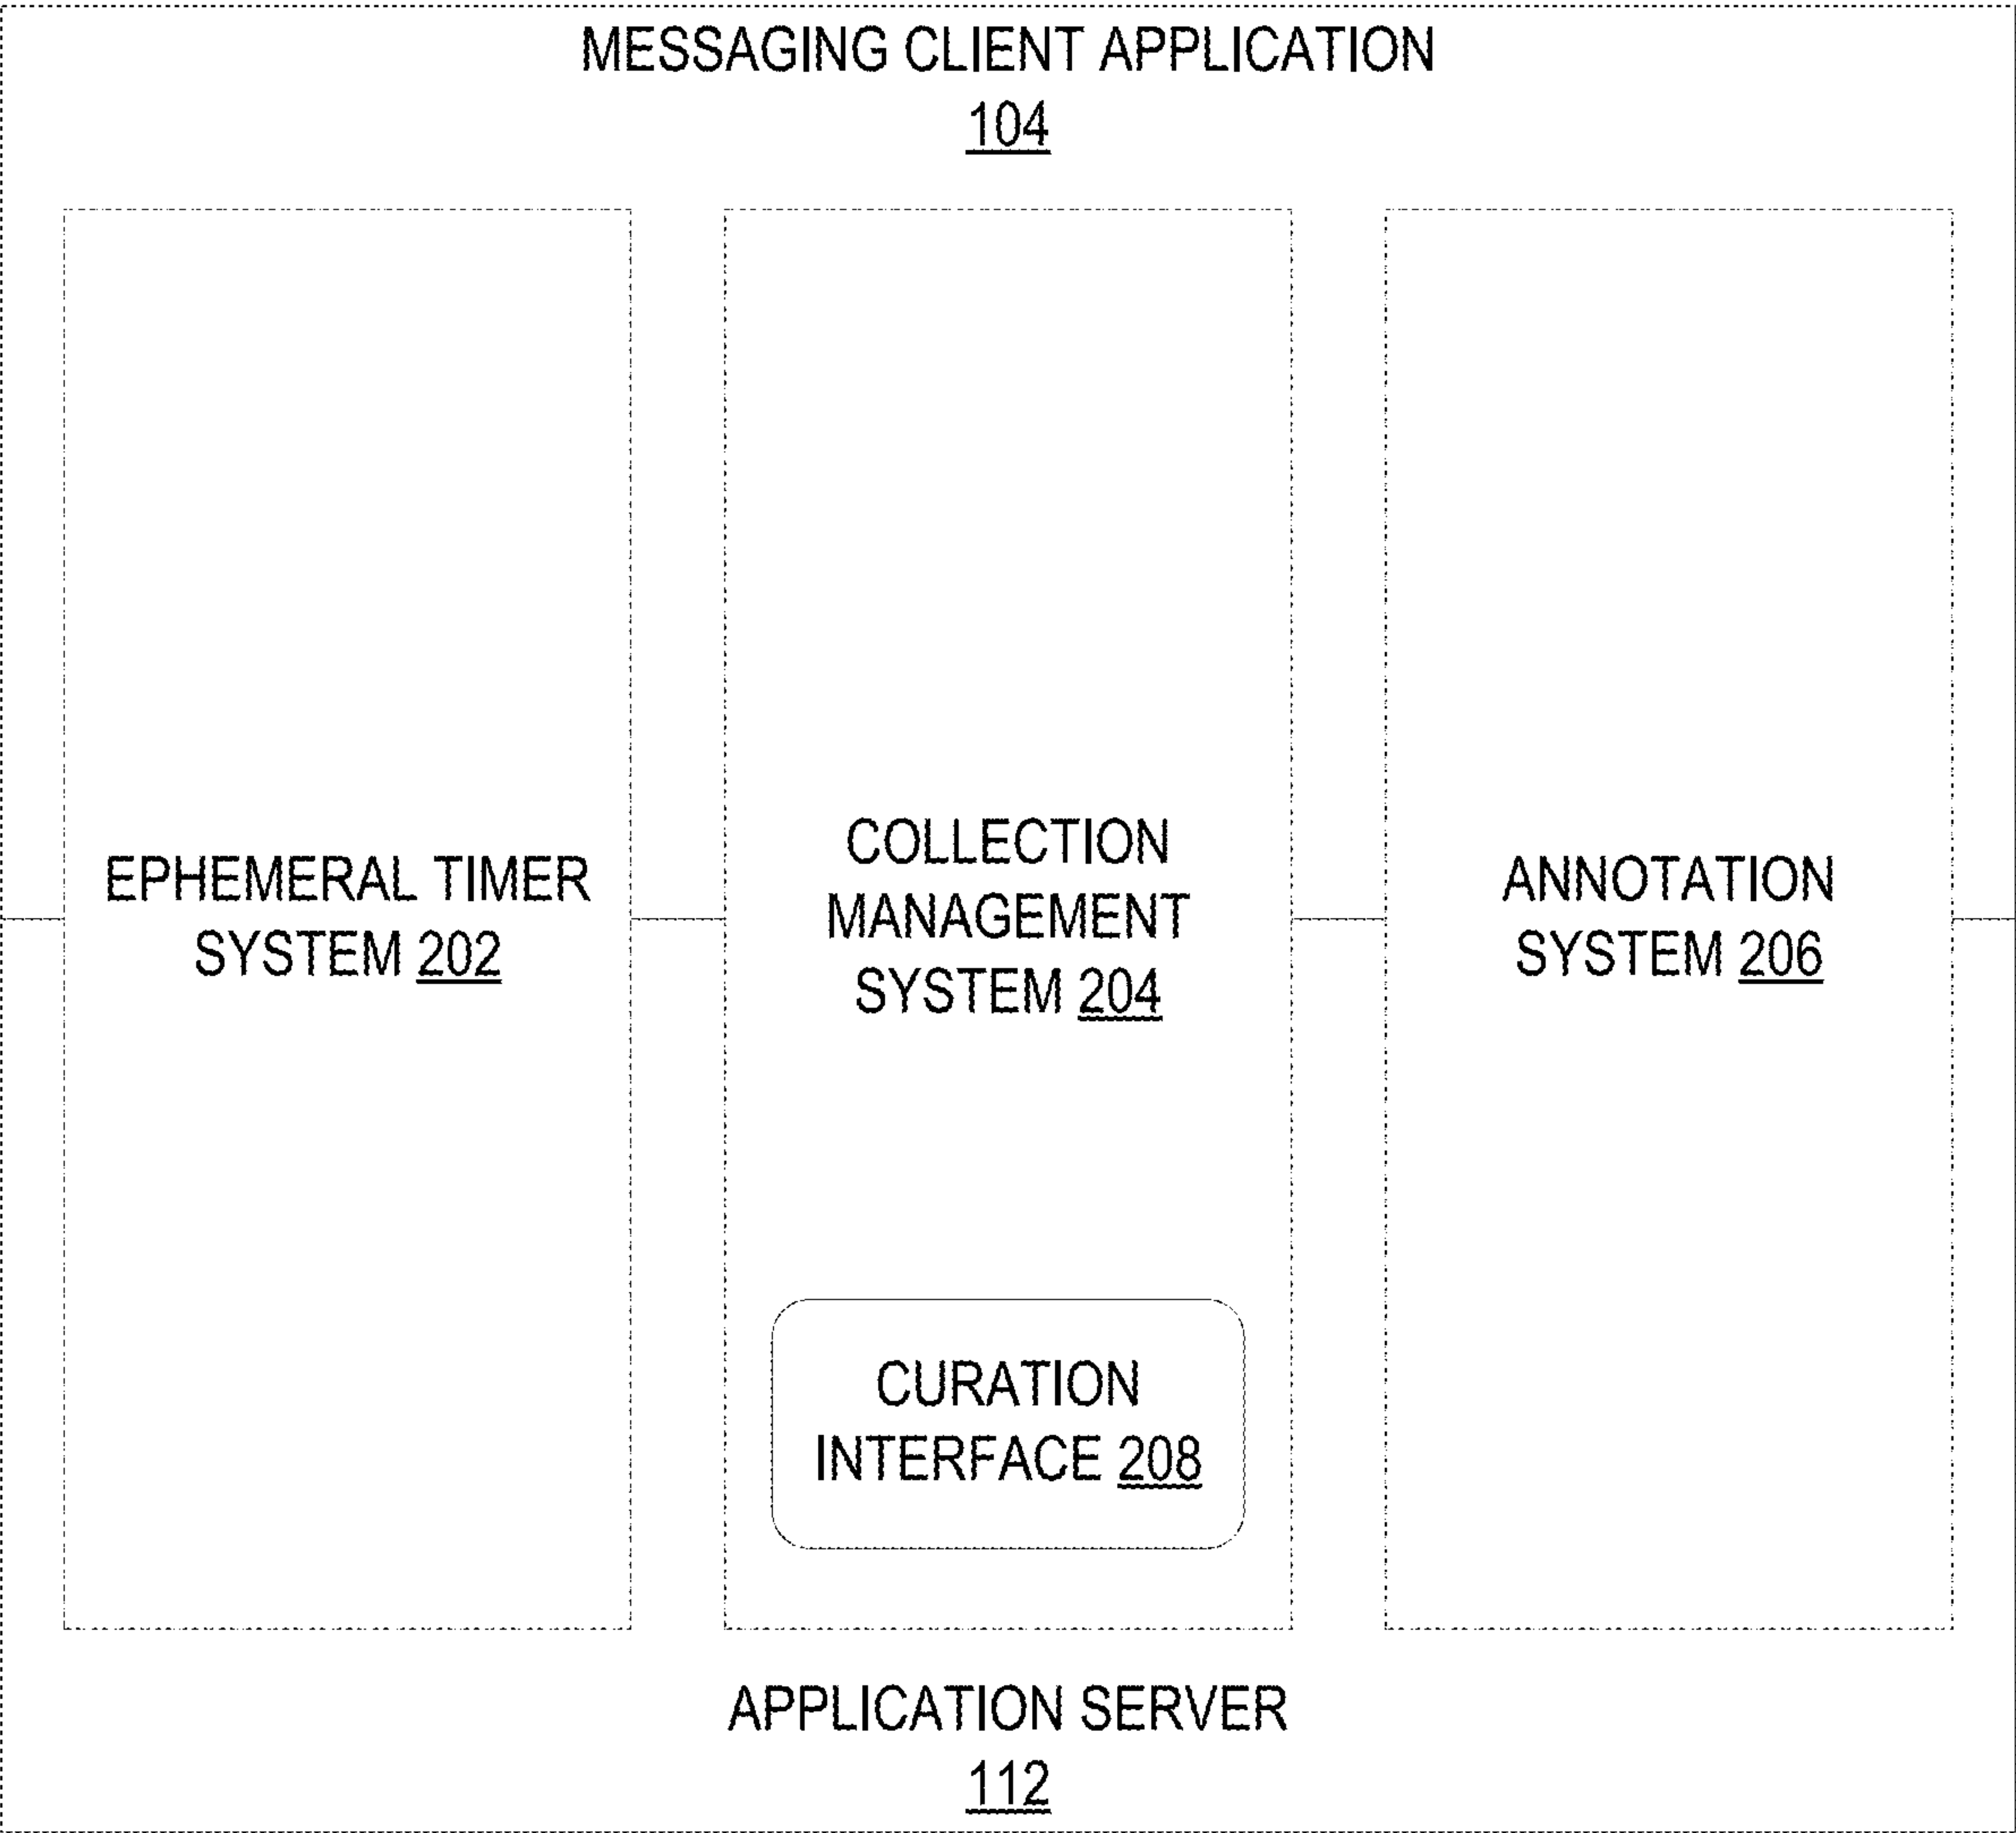 MESSAGING CLIENT APPLICATION
104
EPHEMERAL TIMER
SYSTEM 202
COLLECTION
MANAGEMENT
SYSTEM 204
CURATION
INTERFACE 208
ANNOTATION
SYSTEM 206
APPLICATION SERVER
112